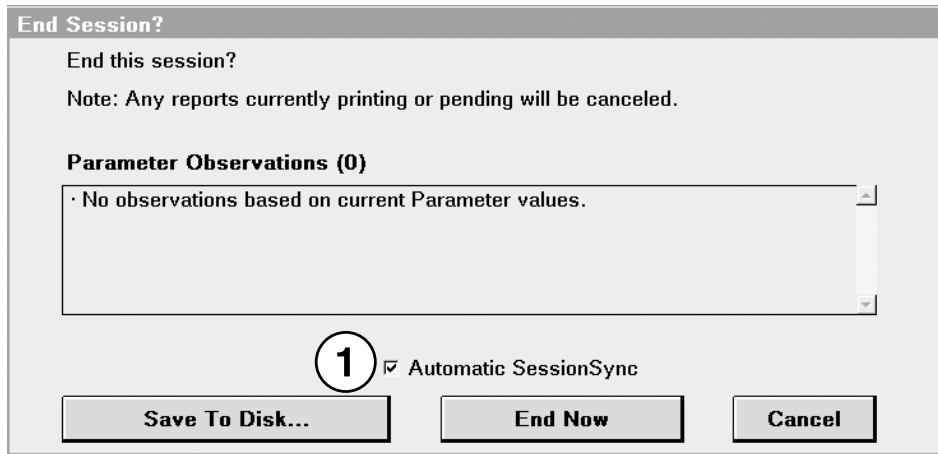 End Session?
End this session?
Note: Any reports currently printing or pending will be canceled.
Parameter Observations (0)
· No observations based on current Parameter values.
1 Automatic SessionSync
Save To Disk... End Now Cancel